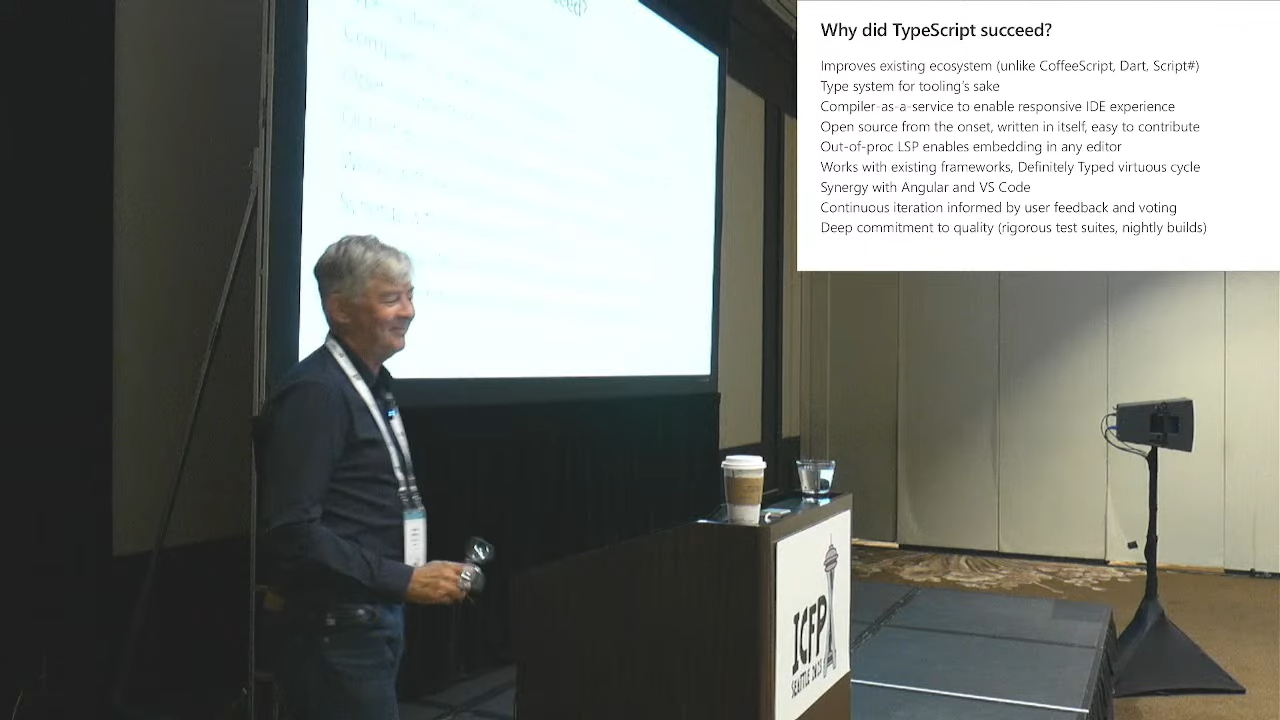 Why did TypeScript succeed?
Improves existing ecosystem (unlike CoffeeScript, Dart, Script#)
Type system for tooling's sake
Compiler-as-a-service to enable responsive IDE experience
Open source from the onset, written in itself, easy to contribute
Out-of-proc LSP enables embedding in any editor
Works with existing frameworks, Definitely Typed virtuous cycle
Synergy with Angular and VS Code
Continuous iteration informed by user feedback and voting
Deep commitment to quality (rigorous test suites, nightly builds)
ICFP
SEATTLE 2023